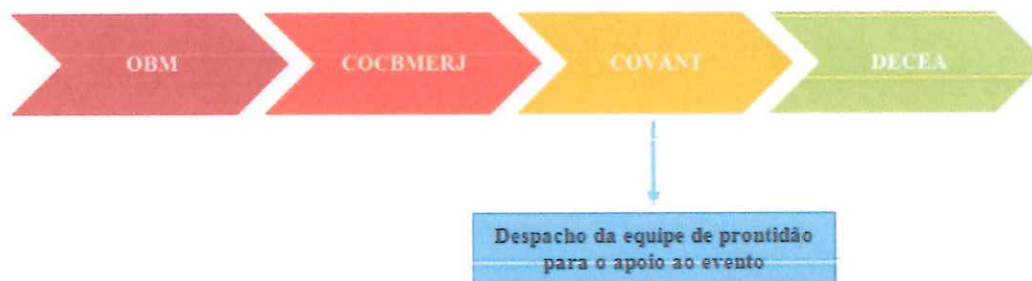 OBM
COCBMERJ
COVANT
DECEA
Despacho da equipe de prontidão
para o apoio ao evento